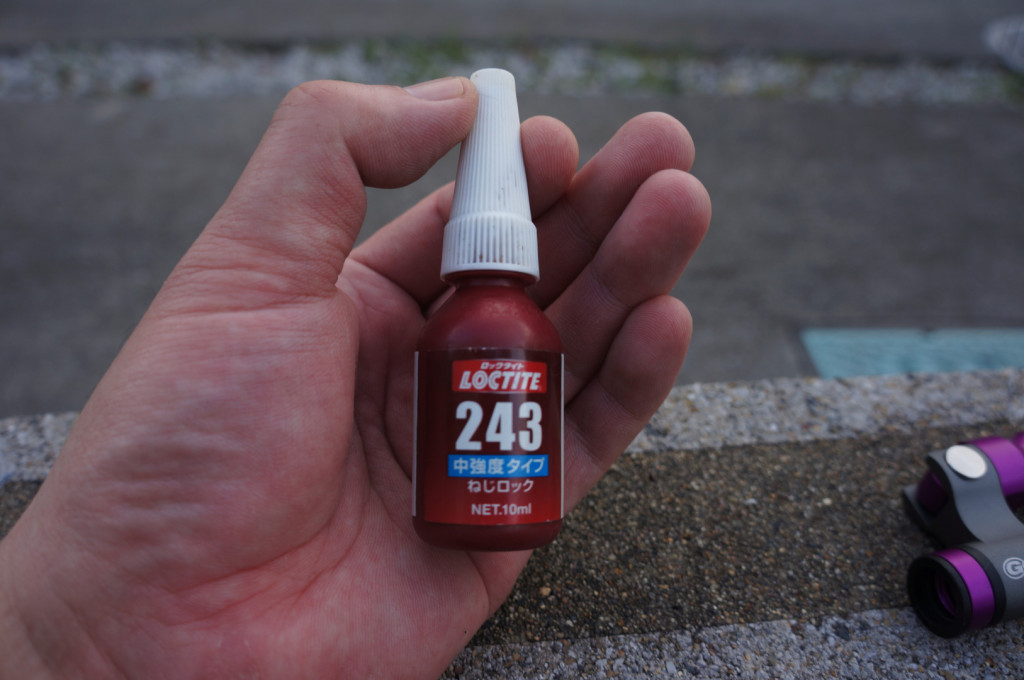 ロックタイト
LOCTITE
243
中強度タイプ
ねじロック
NET.10ml
G